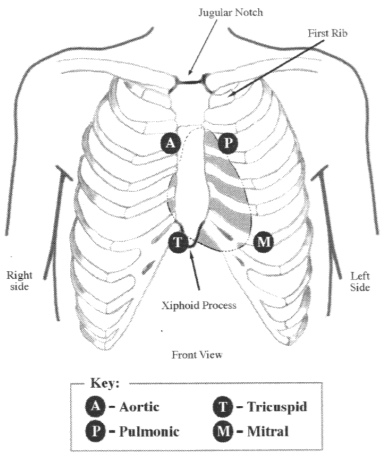 Jugular Notch
First Rib
A
P
T
M
Right
side
Left
Side
Xiphoid Process
Front View
Key:
A - Aortic
T - Tricuspid
P - Pulmonic
M - Mitral